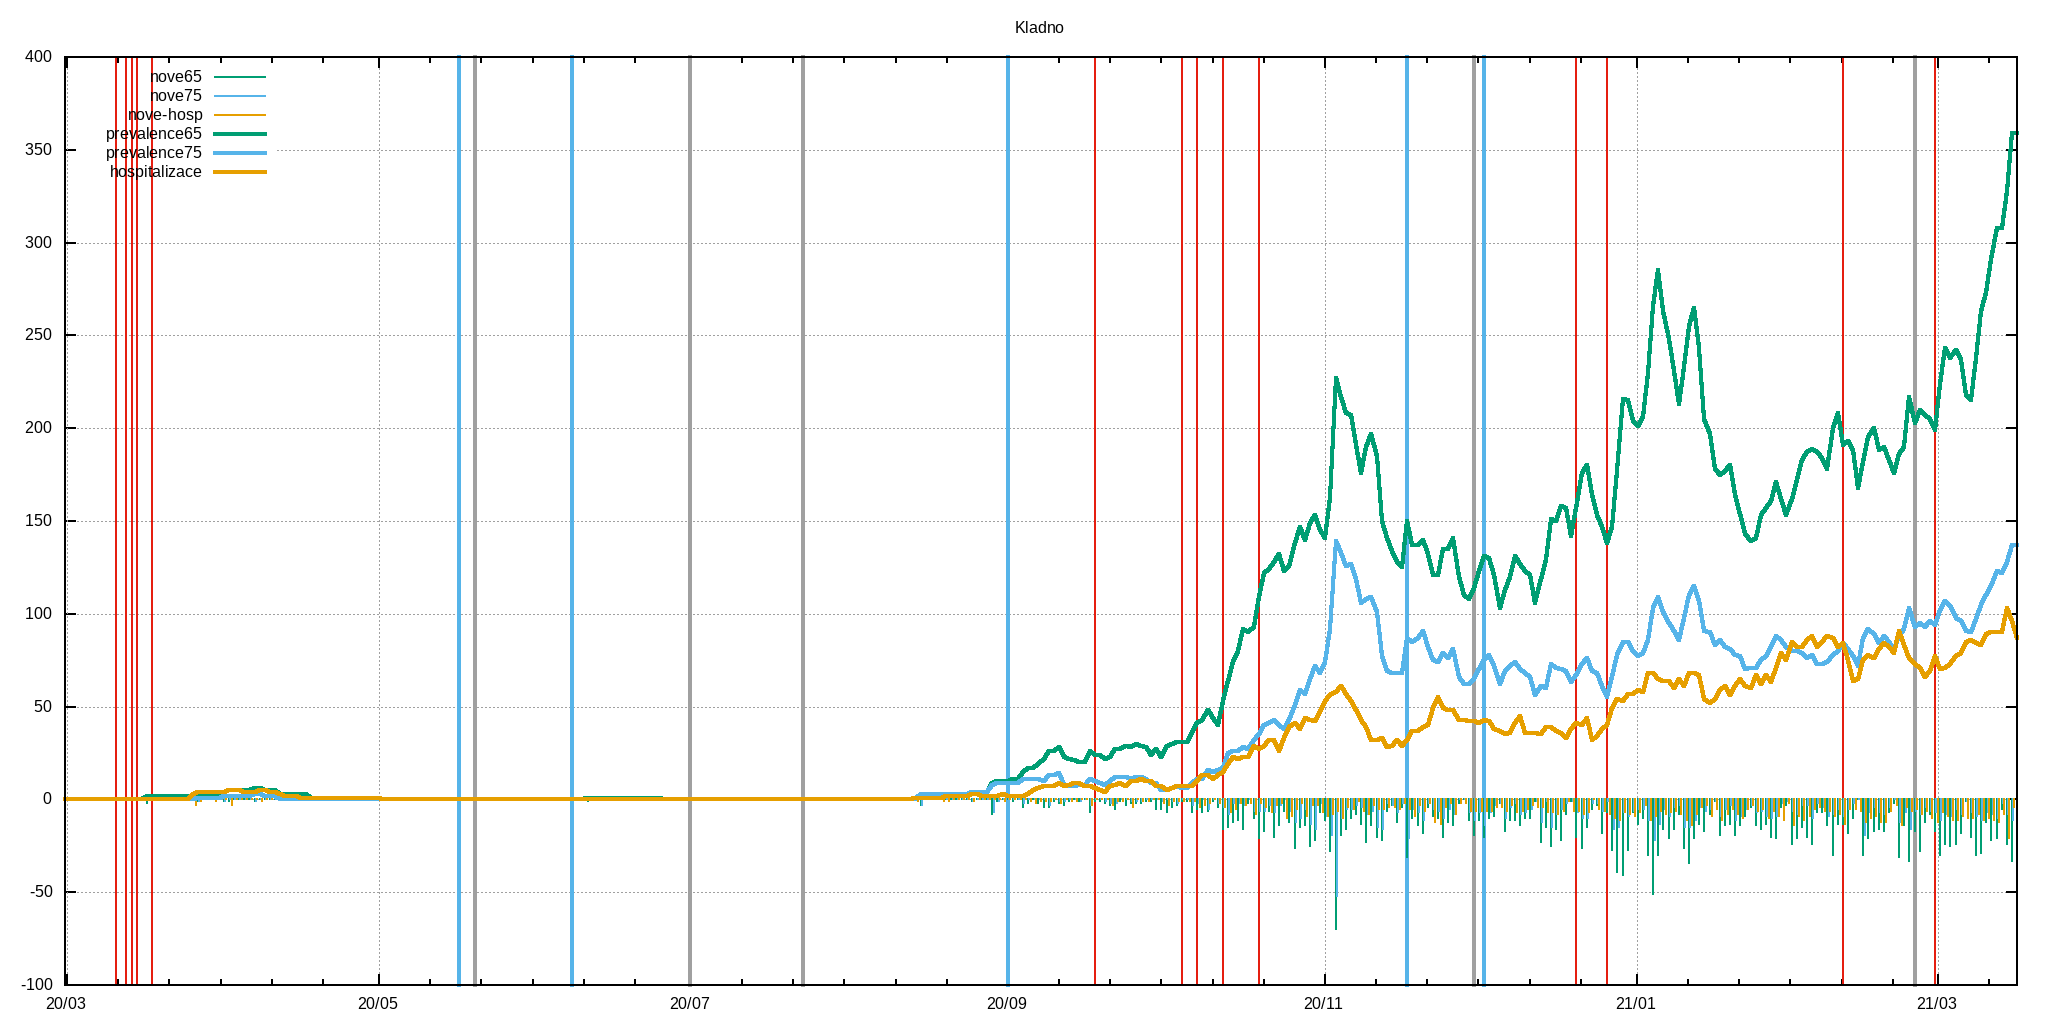 Kladno
400
350
300
250
200
150
100
50
0
-50
-100
nove65
nove75
nove-hosp
prevalence65
prevalence75
hospitalizace
20/03 20/05 20/07 20/09 20/11 21/01 21/03